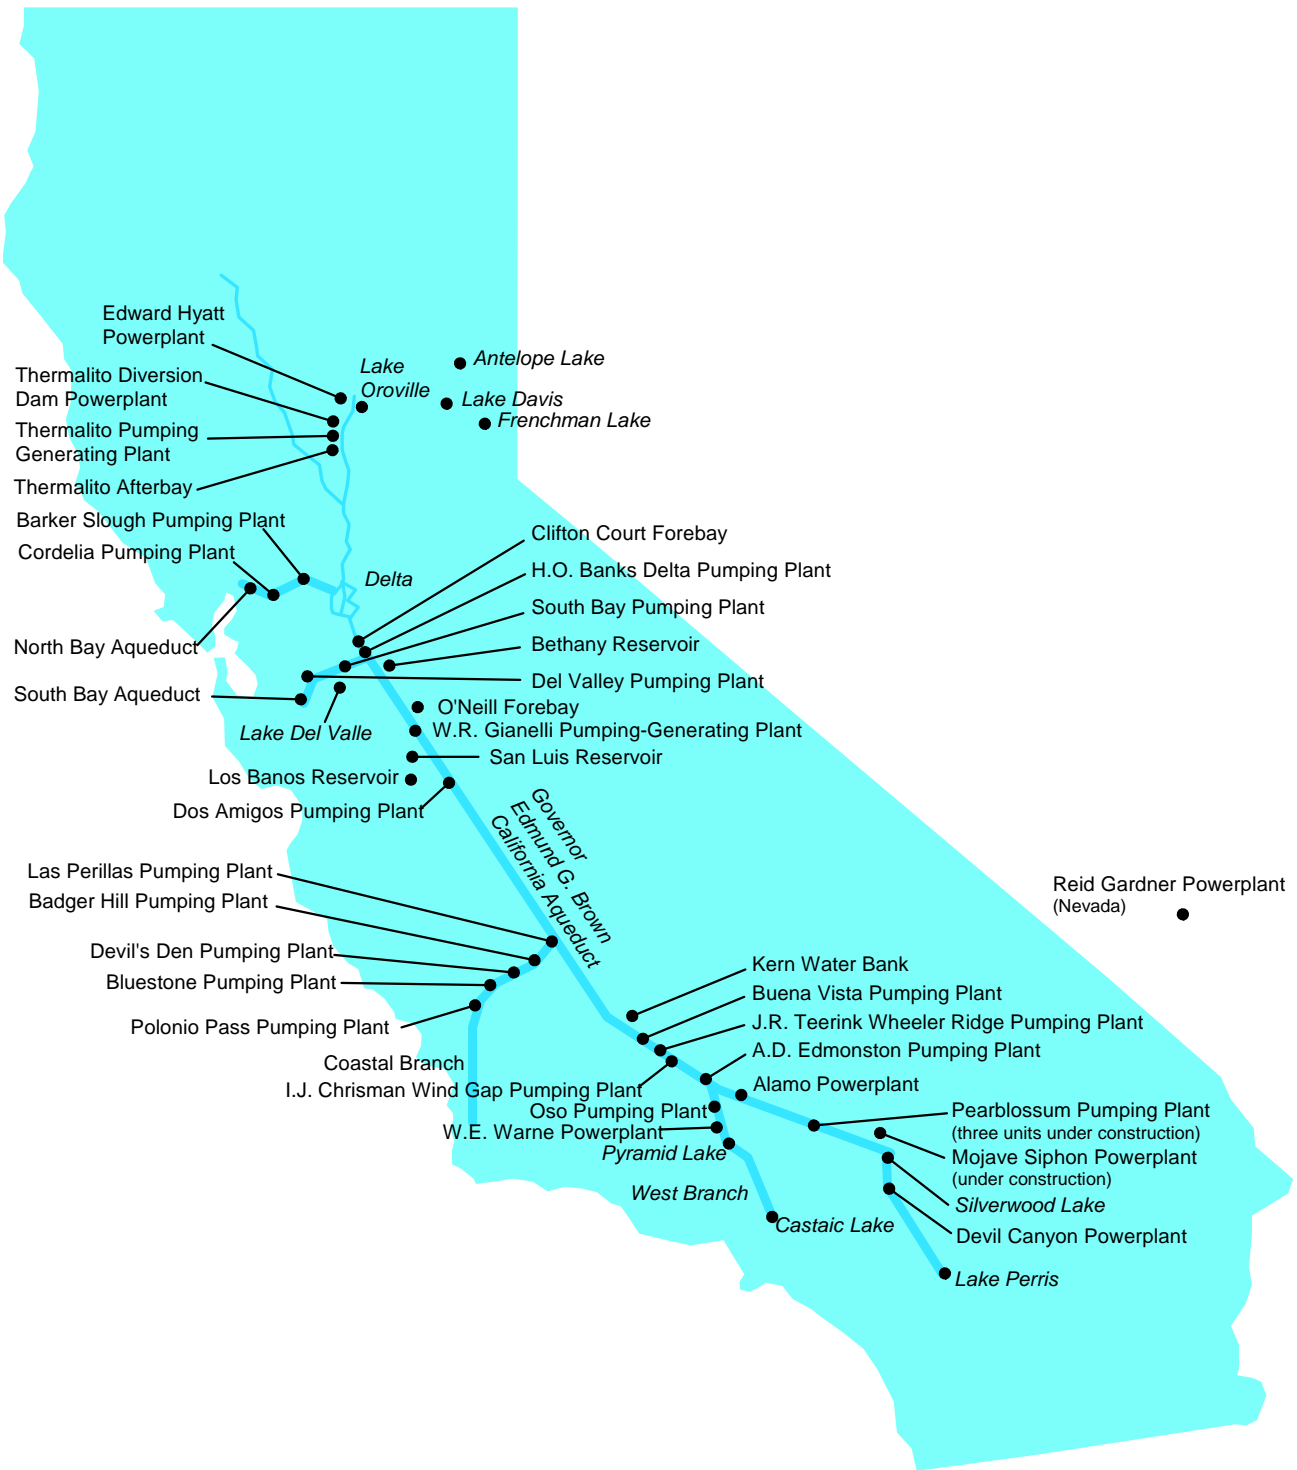 Edward Hyatt
Powerplant
Lake
Oroville
Antelope Lake
Thermalito Diversion
Dam Powerplant
Lake Davis
Frenchman Lake
Thermalito Pumping
Generating Plant
Thermalito Afterbay
Barker Slough Pumping Plant
Cordelia Pumping Plant
Clifton Court Forebay
H.O. Banks Delta Pumping Plant
Delta
South Bay Pumping Plant
North Bay Aqueduct
Bethany Reservoir
Del Valley Pumping Plant
South Bay Aqueduct
O'Neill Forebay
Lake Del Valle
W.R. Gianelli Pumping-Generating Plant
San Luis Reservoir
Los Banos Reservoir
Dos Amigos Pumping Plant
Governor
Edmund G. Brown
California Aqueduct
Las Perillas Pumping Plant
Badger Hill Pumping Plant
Reid Gardner Powerplant
(Nevada)
Devil's Den Pumping Plant
Bluestone Pumping Plant
Polonio Pass Pumping Plant
Kern Water Bank
Buena Vista Pumping Plant
J.R. Teerink Wheeler Ridge Pumping Plant
A.D. Edmonston Pumping Plant
Coastal Branch
I.J. Chrisman Wind Gap Pumping Plant
Alamo Powerplant
Oso Pumping Plant
W.E. Warne Powerplant
Pyramid Lake
Pearblossum Pumping Plant
(three units under construction)
Mojave Siphon Powerplant
(under construction)
West Branch
Silverwood Lake
Castaic Lake
Devil Canyon Powerplant
Lake Perris